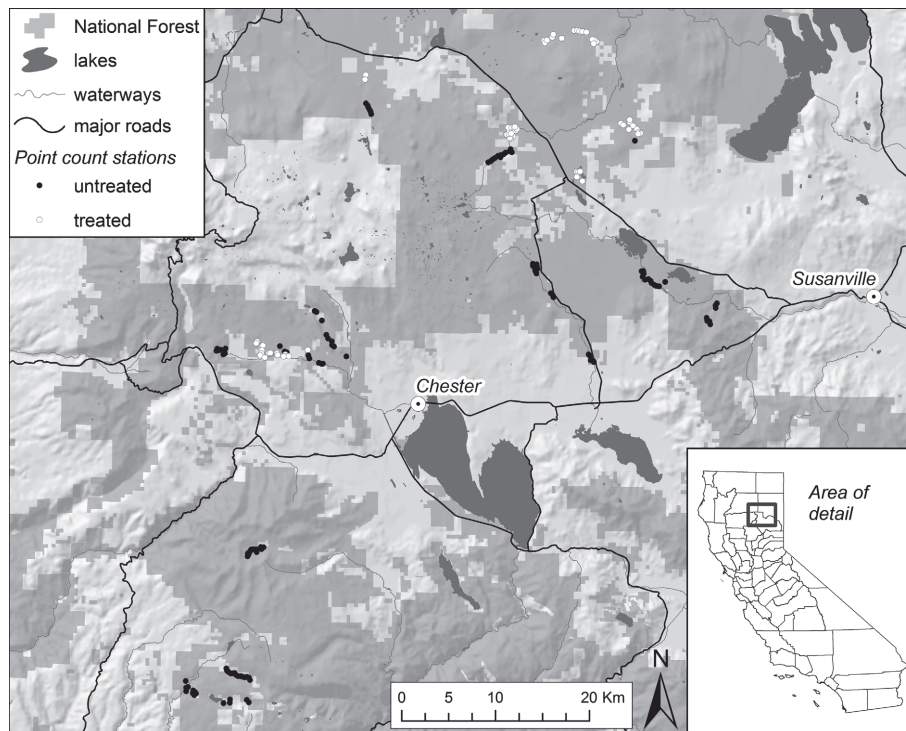 National Forest
lakes
waterways
major roads
Point count stations
untreated
treated
Susanville
Chester
Area of
detail
N
0 5 10 20 Km